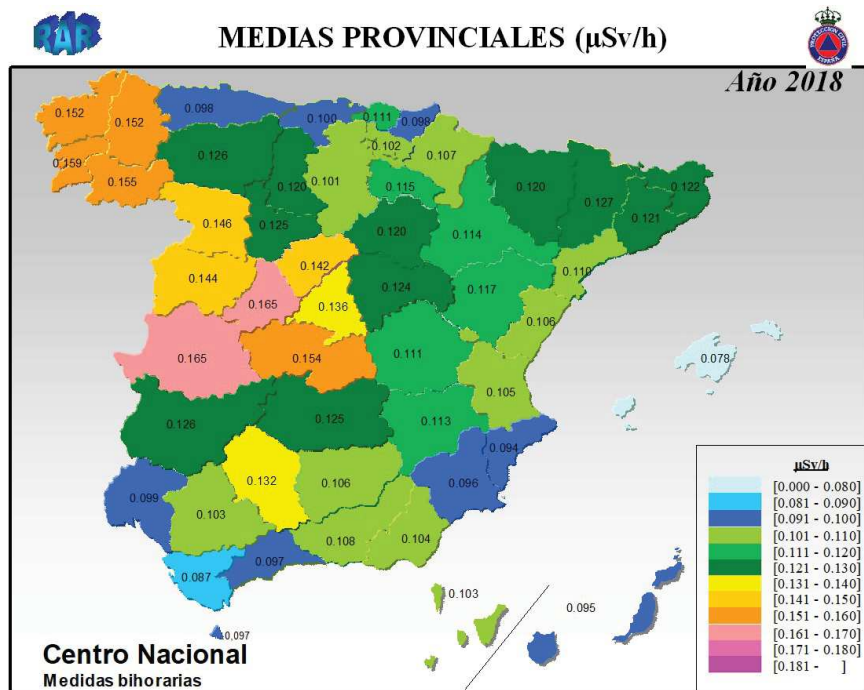 RAR
MEDIAS PROVINCIALES (µSv/h)
PROTECCION CIVIL
ESPAÑA
Año 2018
0.152
0.152
0.098
0.100
0.111
0.098
0.102
0.107
0.159
0.155
0.126
0.120
0.101
0.115
0.120
0.127
0.122
0.121
0.146
0.125
0.120
0.114
0.144
0.142
0.124
0.110
0.165
0.136
0.117
0.106
0.165
0.154
0.111
0.078
0.105
0.126
0.125
0.113
0.094
0.099
0.132
0.106
0.096
0.103
0.108
0.104
0.087
0.097
0.103
0.095
0.097
Centro Nacional
Medidas bihorarias
µSv/h
[0.000 - 0.080]
[0.081 - 0.090]
[0.091 - 0.100]
[0.101 - 0.110]
[0.111 - 0.120]
[0.121 - 0.130]
[0.131 - 0.140]
[0.141 - 0.150]
[0.151 - 0.160]
[0.161 - 0.170]
[0.171 - 0.180]
[0.181 - ]